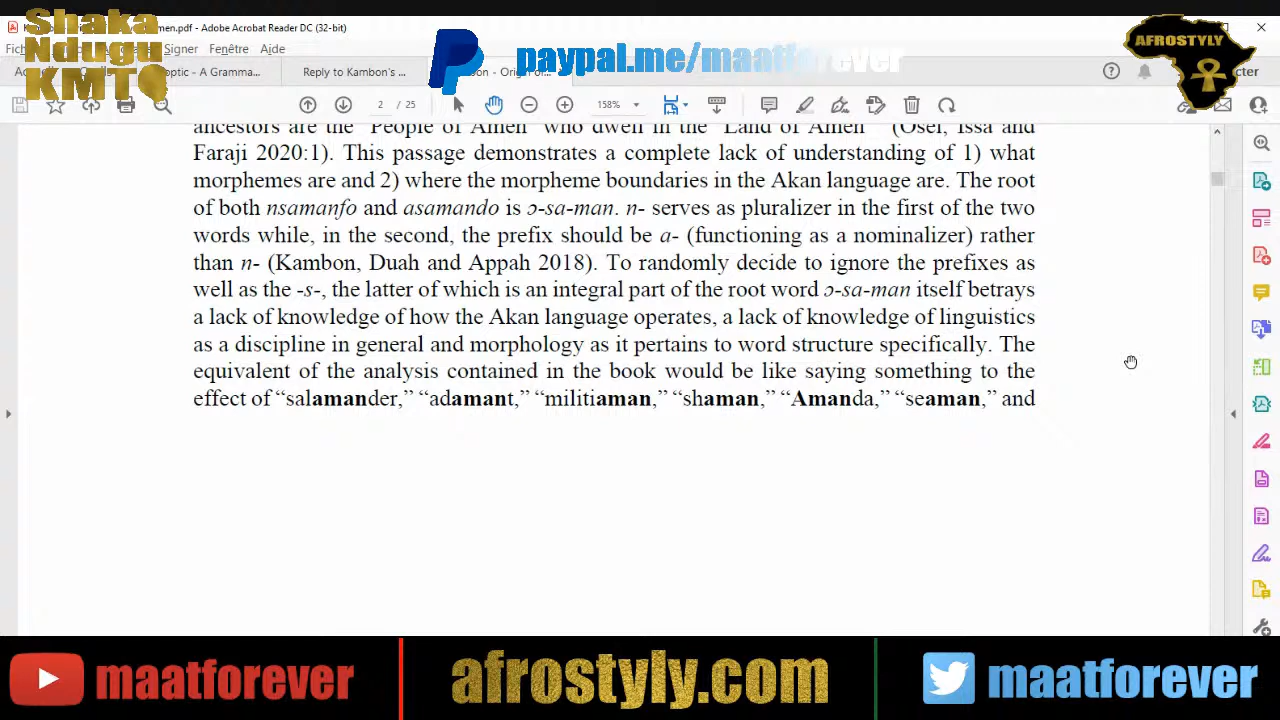 Shaka
Ndugu
KMT
men.pdf - Adobe Acrobat Reader DC (32-bit)
AFROSTYLY
paypal.me/maatforever
Signer Fenêtre Aide
optic - A Gramma...
Reply to Kambon's ...
2 / 25
158%
ancestors are the "People of Amen" who dwell in the "Land of Amen" (Osei, Issa and
Faraji 2020:1). This passage demonstrates a complete lack of understanding of 1) what
morphemes are and 2) where the morpheme boundaries in the Akan language are. The root
of both nsamanfo and asamando is ɔ-sa-man. n- serves as pluralizer in the first of the two
words while, in the second, the prefix should be a- (functioning as a nominalizer) rather
than n- (Kambon, Duah and Appah 2018). To randomly decide to ignore the prefixes as
well as the -s-, the latter of which is an integral part of the root word ɔ-sa-man itself betrays
a lack of knowledge of how the Akan language operates, a lack of knowledge of linguistics
as a discipline in general and morphology as it pertains to word structure specifically. The
equivalent of the analysis contained in the book would be like saying something to the
effect of "salamander," "adamant," "militiaman," "shaman," "Amanda," "seaman," and
maatforever
afrostyly.com
maatforever